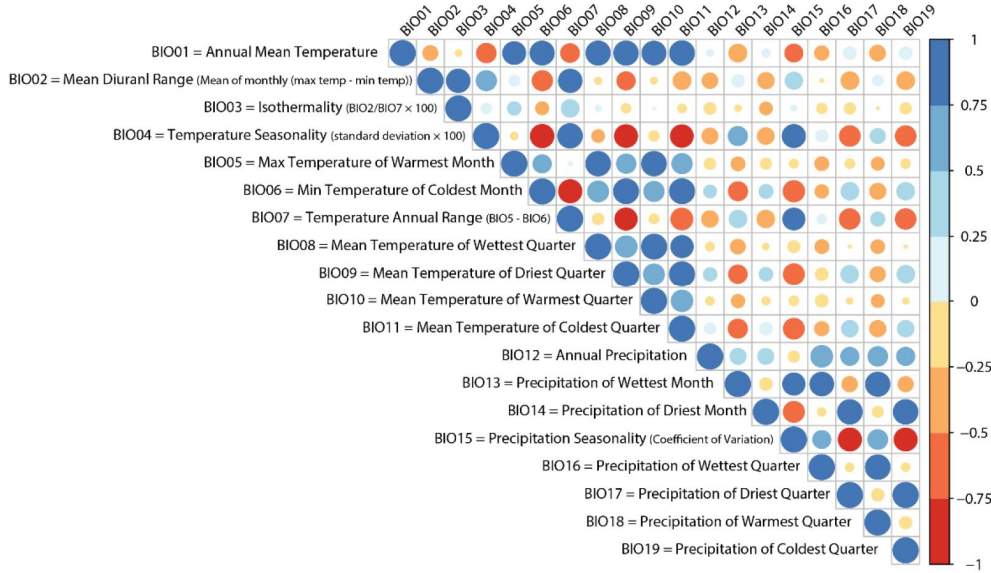 BIO01 BIO02 BIO03 BIO04 BIO05 BIO06 BIO07 BIO08 BIO09 BIO10 BIO11 BIO13 BIO14 BIO15 BIO16 BIO17 BIO18 BIO19
BIO01 = Annual Mean Temperature
BIO02 = Mean Diuranl Range (Mean of monthly (max temp - min temp))
BIO03 = Isothermality (BIO2/BIO7 × 100)
BIO04 = Temperature Seasonality (standard deviation × 100)
BIO05 = Max Temperature of Warmest Month
BIO06 = Min Temperature of Coldest Month
BIO07 = Temperature Annual Range (BIO5 - BIO6)
BIO08 = Mean Temperature of Wettest Quarter
BIO09 = Mean Temperature of Driest Quarter
BIO10 = Mean Temperature of Warmest Quarter
BIO11 = Mean Temperature of Coldest Quarter
BIO12 = Annual Precipitation
BIO13 = Precipitation of Wettest Month
BIO14 = Precipitation of Driest Month
BIO15 = Precipitation Seasonality (Coefficient of Variation)
BIO16 = Precipitation of Wettest Quarter
BIO17 = Precipitation of Driest Quarter
BIO18 = Precipitation of Warmest Quarter
BIO19 = Precipitation of Coldest Quarter
1
0.75
0.5
0.25
0
−0.25
−0.5
−0.75
−1